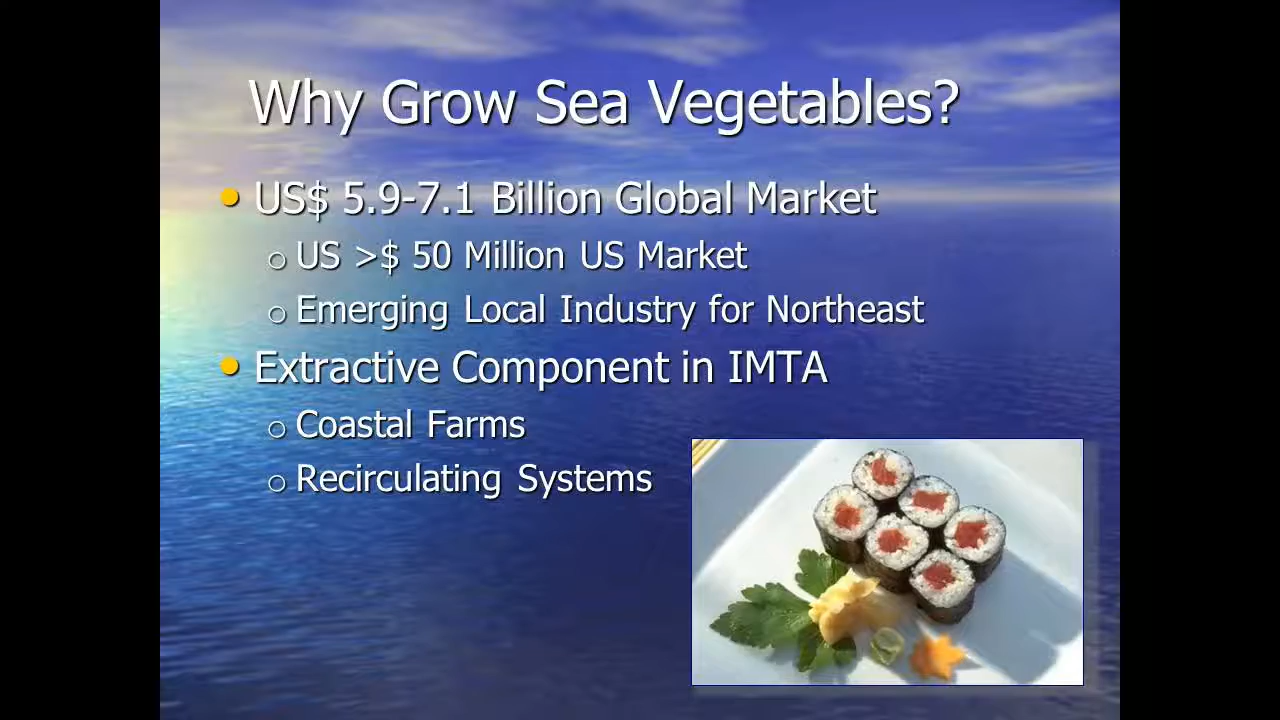 Why Grow Sea Vegetables?
• US$ 5.9-7.1 Billion Global Market
o US >$ 50 Million US Market
o Emerging Local Industry for Northeast
• Extractive Component in IMTA
o Coastal Farms
o Recirculating Systems